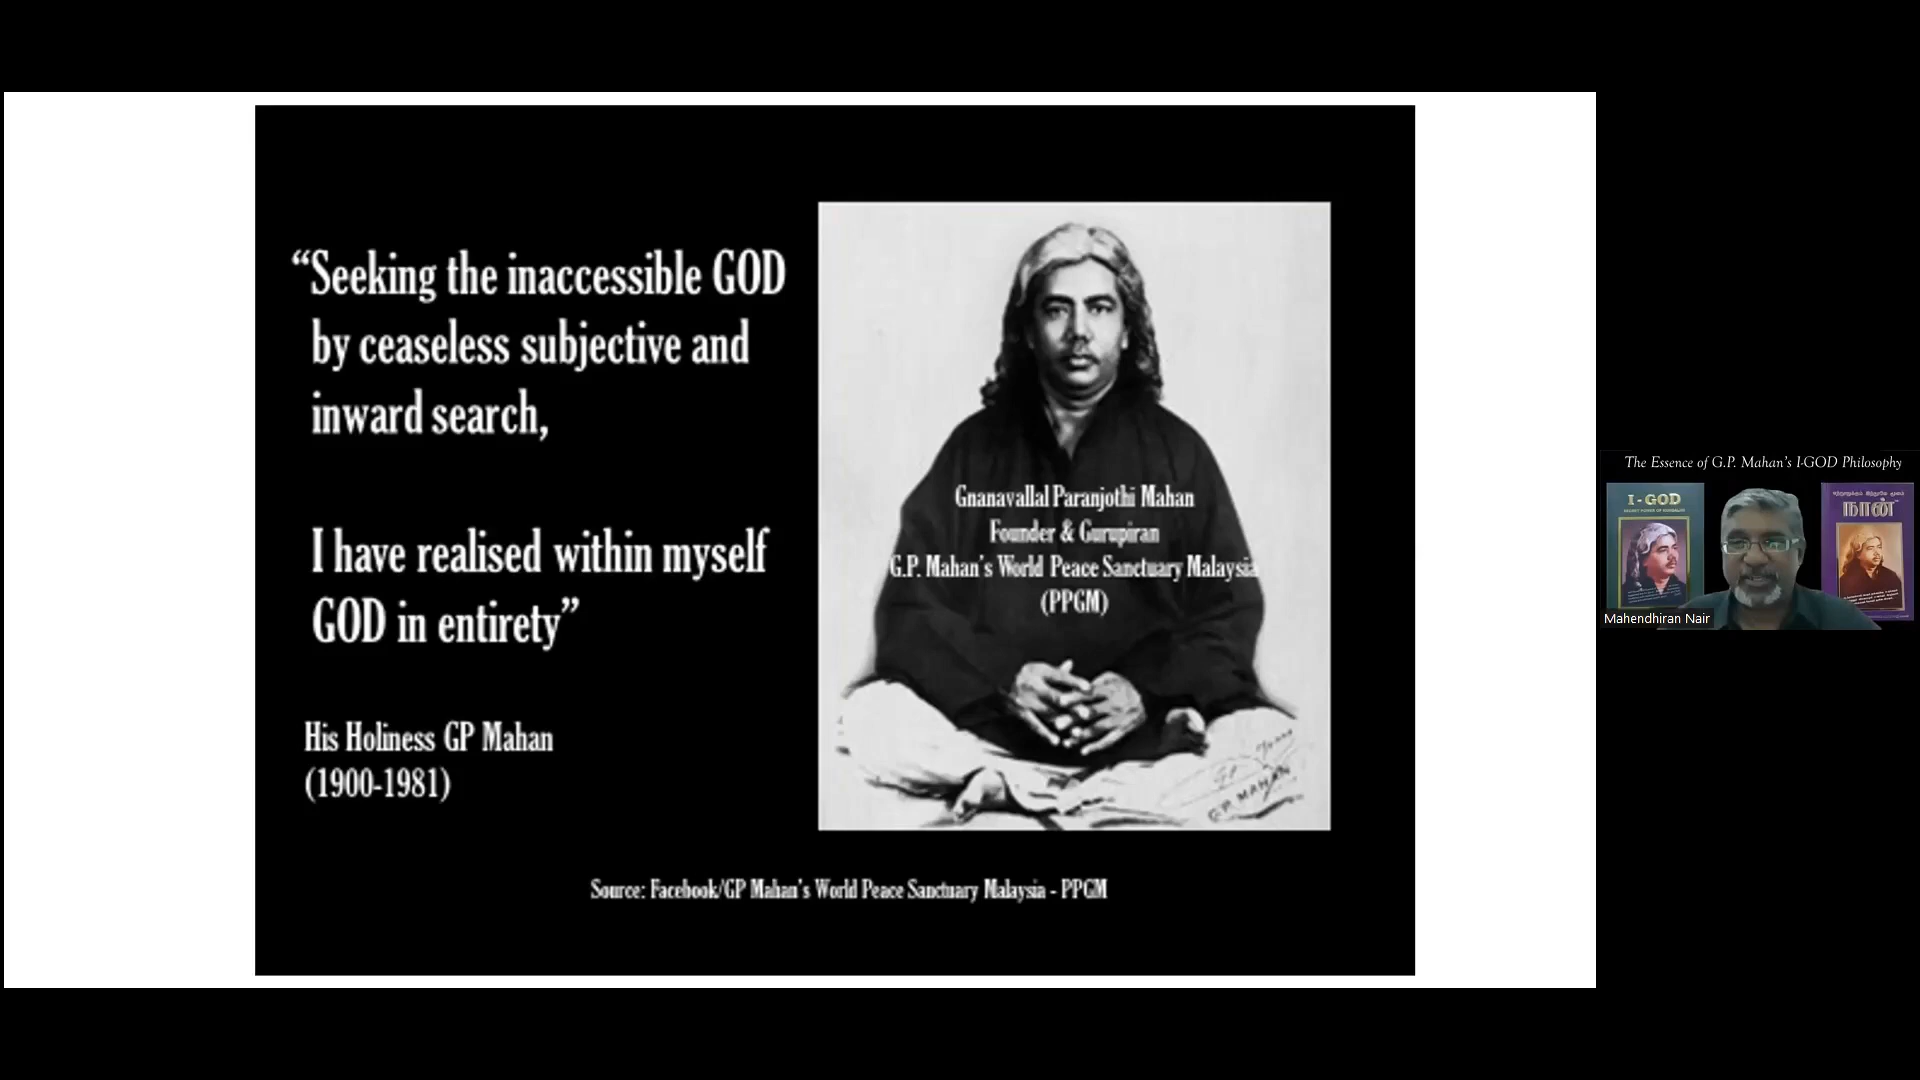 “Seeking the inaccessible GOD
by ceaseless subjective and
inward search,
I have realised within myself
GOD in entirety”
His Holiness GP Mahan
(1900-1981)
Gnanavallal Paranjothi Mahan
Founder & Gurupiran
G.P. Mahan's World Peace Sanctuary Malaysia
(PPGM)
G.P. MAHAN
Source: Facebook/GP Mahan's World Peace Sanctuary Malaysia - PPGM
The Essence of G.P. Mahan's I-GOD Philosophy
I-GOD
நான்
Mahendhiran Nair